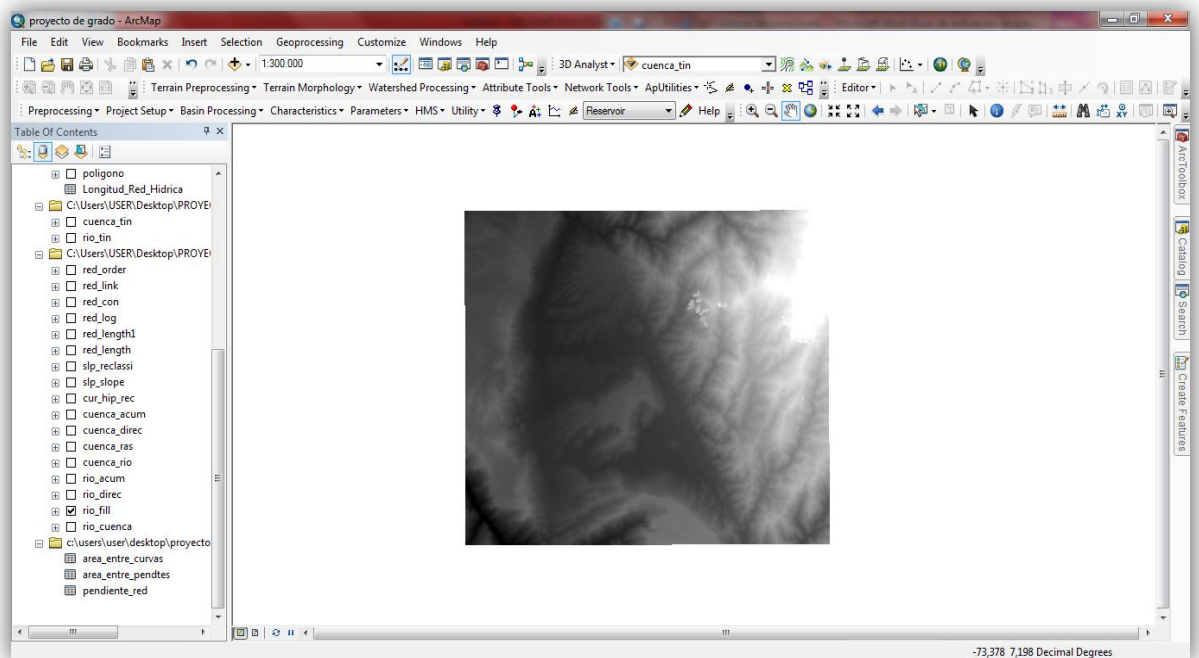 proyecto de grado - ArcMap
File Edit View Bookmarks Insert Selection Geoprocessing Customize Windows Help
1:300.000 3D Analyst cuenca_tin
Terrain Preprocessing Terrain Morphology Watershed Processing Attribute Tools Network Tools ApUtilities Editor
Preprocessing Project Setup Basin Processing Characteristics Parameters HMS Utility Reservoir Help
Table Of Contents
poligono
Longitud_Red_Hidrica
C:\Users\USER\Desktop\PROYE
cuenca_tin
rio_tin
C:\Users\USER\Desktop\PROYE
red_order
red_link
red_con
red_log
red_length1
red_length
slp_reclassi
slp_slope
cur_hip_rec
cuenca_acum
cuenca_direc
cuenca_ras
cuenca_rio
rio_acum
rio_direc
rio_fill
rio_cuenca
c:\users\user\desktop\proyecto
area_entre_curvas
area_entre_pendtes
pendiente_red
ArcToolbox
Catalog
Search
Create Features
-73,378 7,198 Decimal Degrees